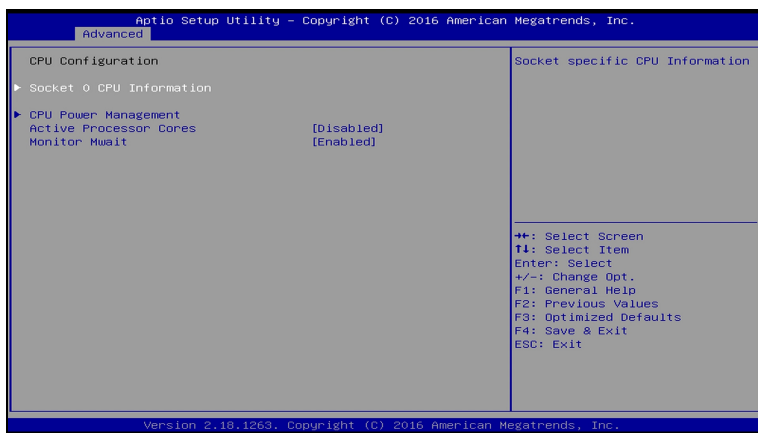 Aptio Setup Utility – Copyright (C) 2016 American Megatrends, Inc.
Advanced
CPU Configuration
▶ Socket 0 CPU Information
▶ CPU Power Management
Active Processor Cores [Disabled]
Monitor Mwait [Enabled]
Socket specific CPU Information
→←: Select Screen
↑↓: Select Item
Enter: Select
+/-: Change Opt.
F1: General Help
F2: Previous Values
F3: Optimized Defaults
F4: Save & Exit
ESC: Exit
Version 2.18.1263. Copyright (C) 2016 American Megatrends, Inc.